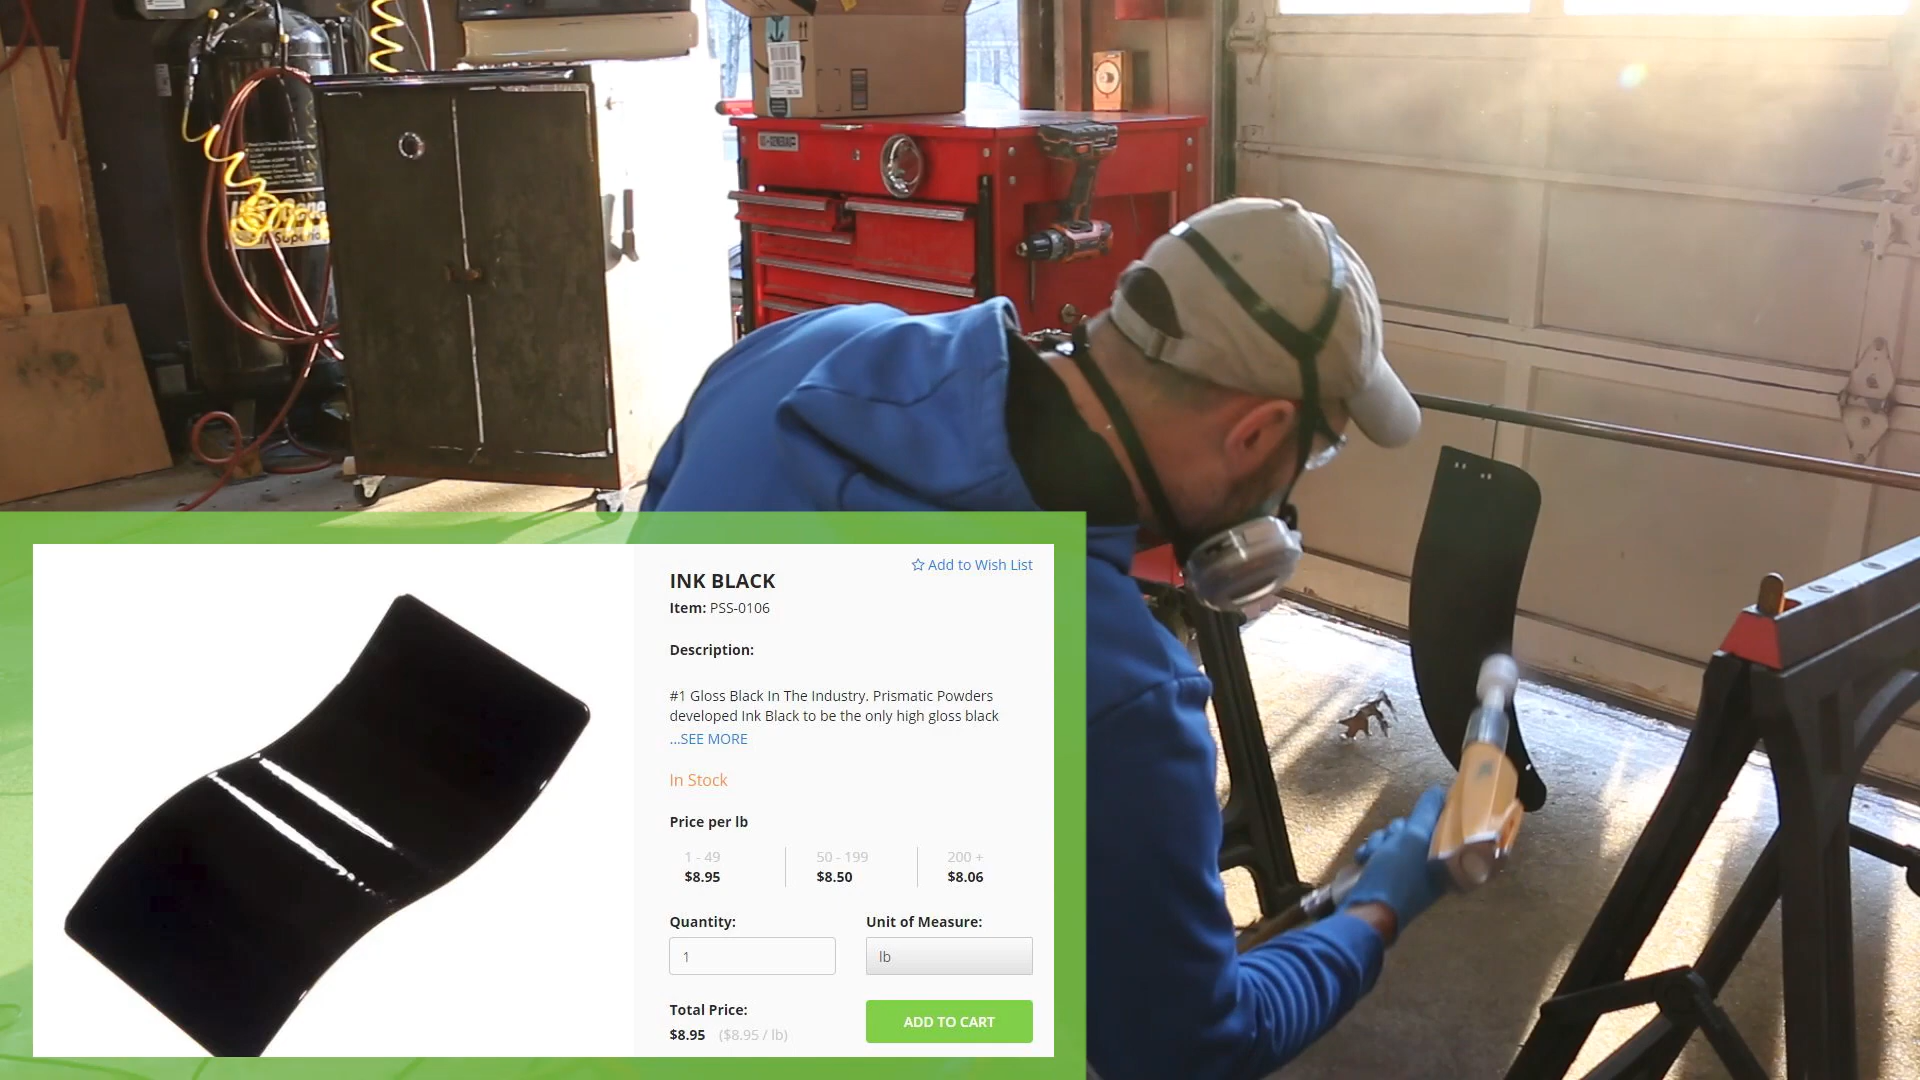 US GENERAL
INK BLACK
Add to Wish List
Item: PSS-0106
Description:
#1 Gloss Black In The Industry. Prismatic Powders
developed Ink Black to be the only high gloss black
...SEE MORE
In Stock
Price per lb
1 - 49
50 - 199
200 +
$8.95
$8.50
$8.06
Quantity:
Unit of Measure:
1
lb
Total Price:
$8.95 ($8.95 / lb)
ADD TO CART